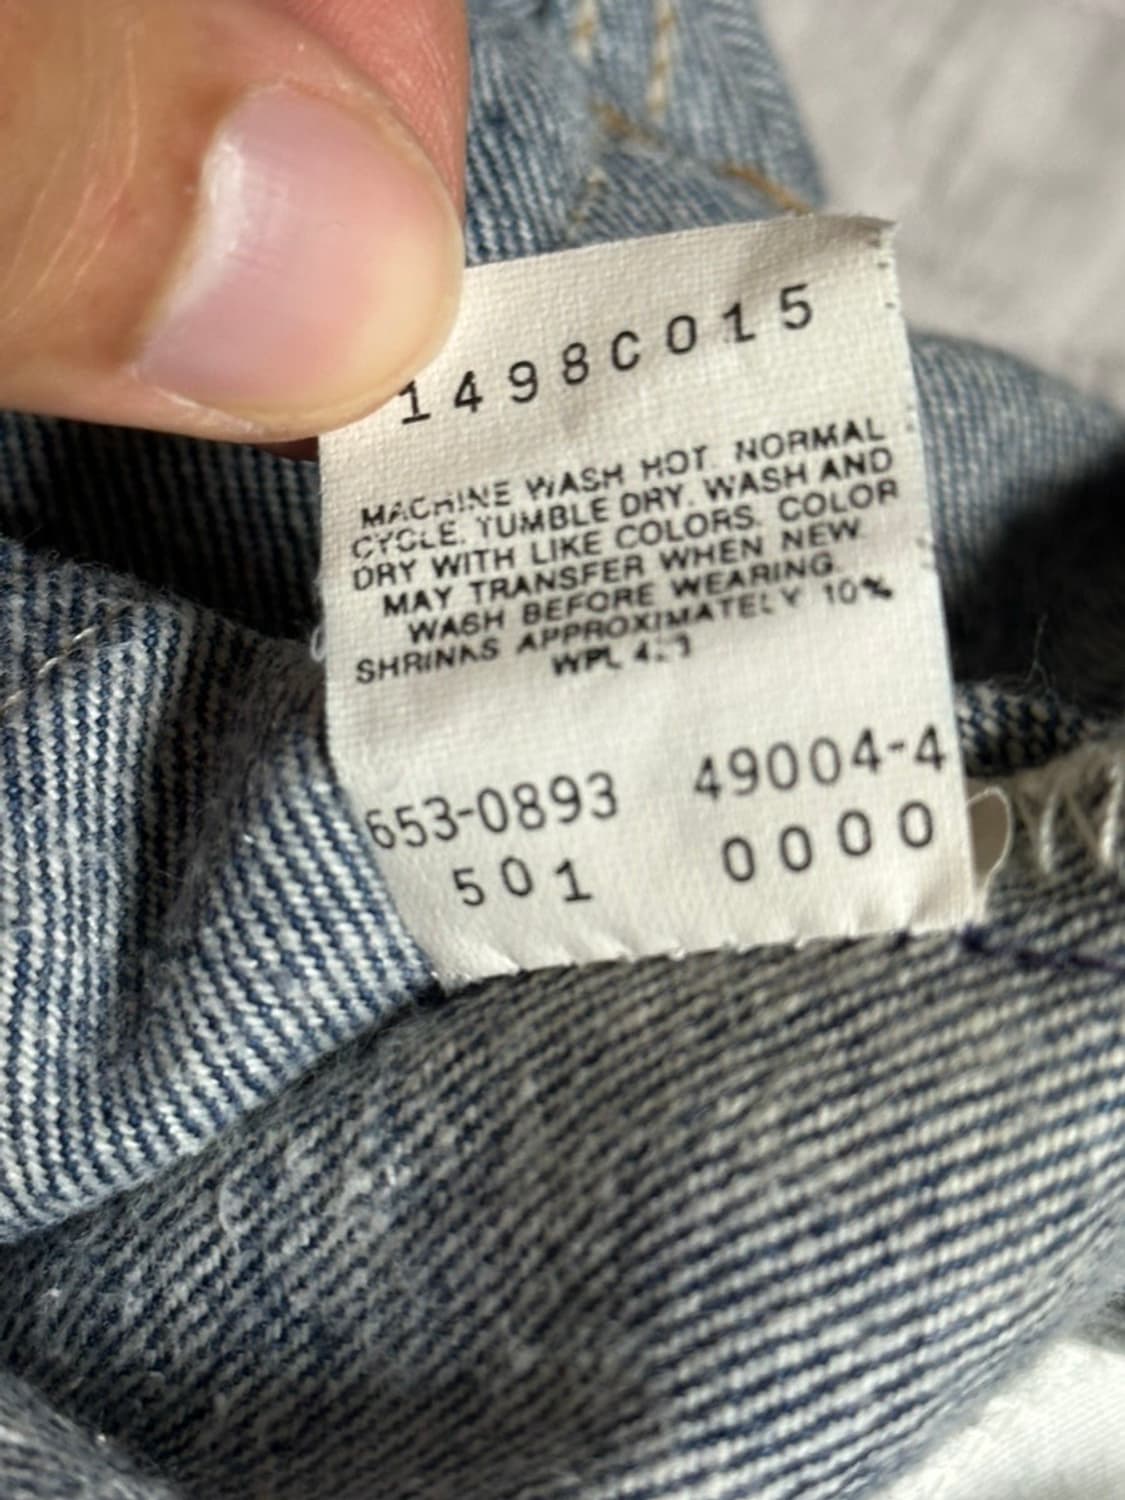 1498C015
MACHINE WASH HOT. NORMAL
CYCLE. TUMBLE DRY. WASH AND
DRY WITH LIKE COLORS. COLOR
MAY TRANSFER WHEN NEW.
WASH BEFORE WEARING.
SHRINKS APPROXIMATELY 10%
WPL
653-0893 49004-4
501 0000